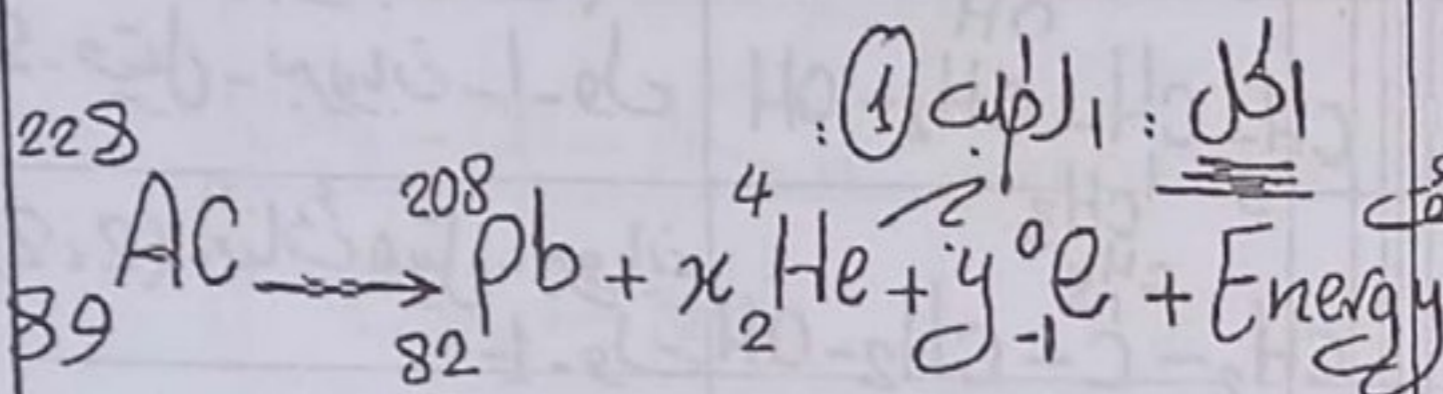 الحل: الطلب ①:
²²⁸₈₉AC → ²⁰⁸₈₂Pb + x ⁴₂He + y ⁰₋₁e + Energy